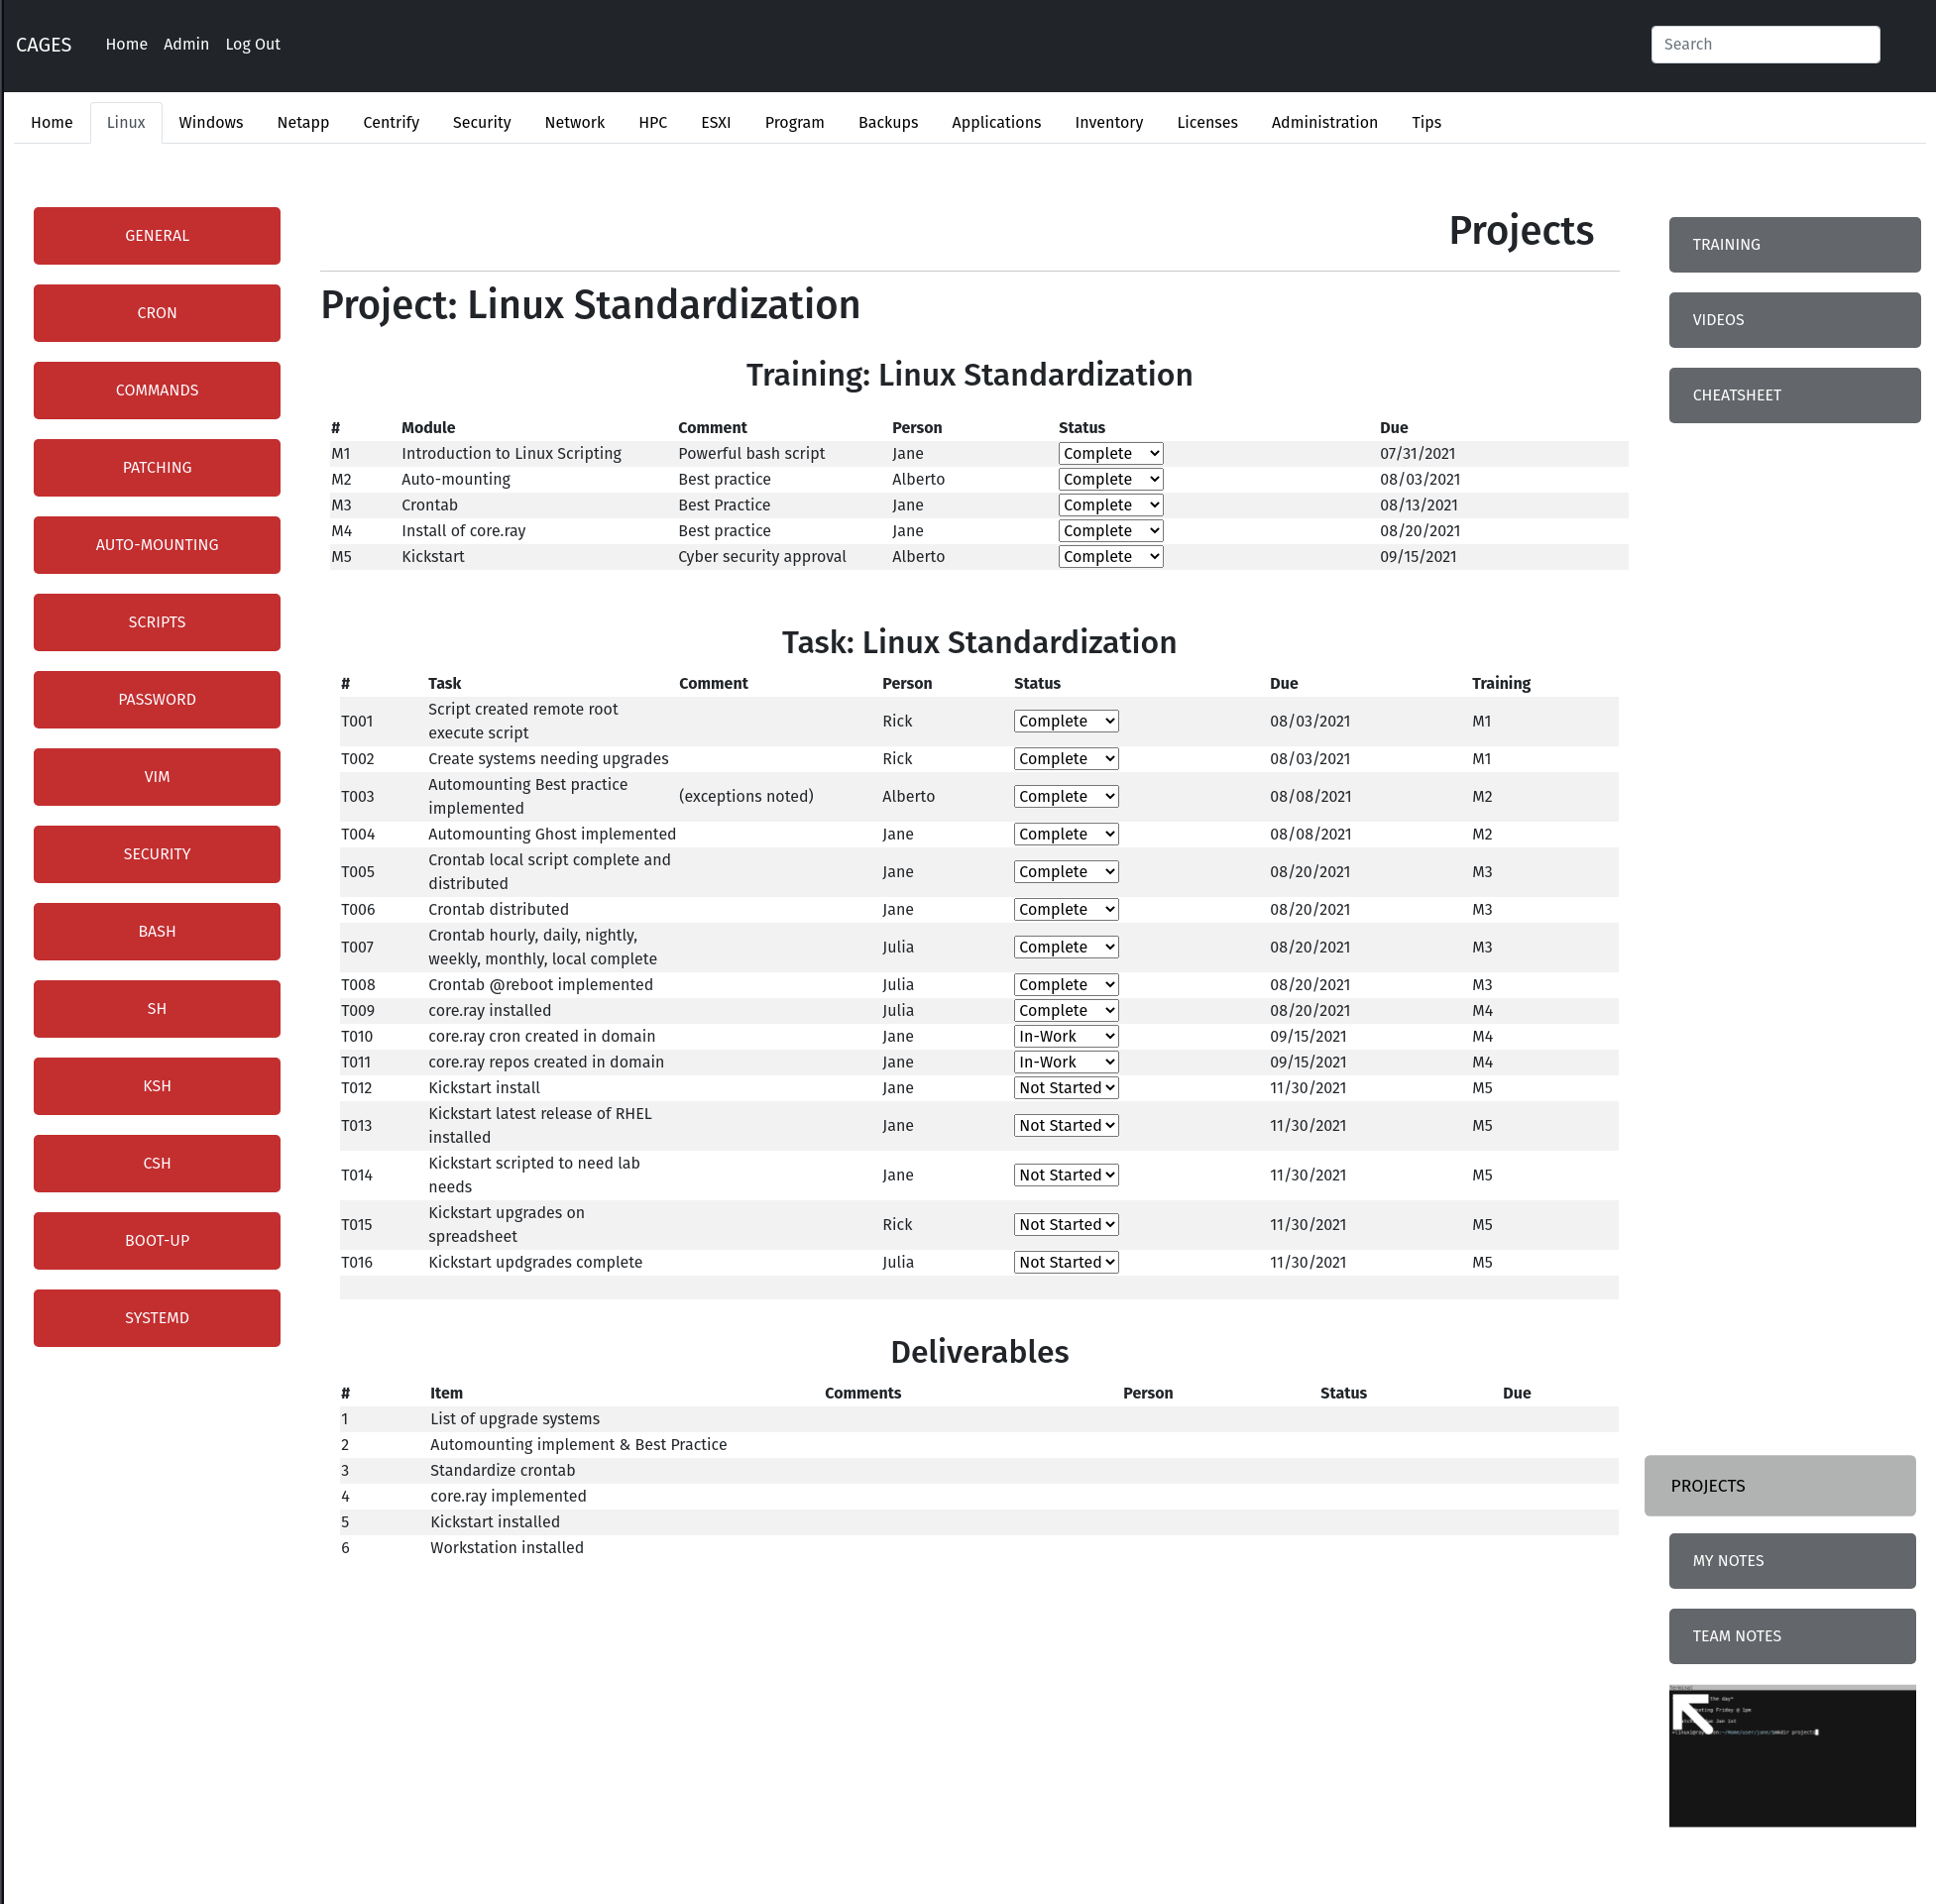 CAGES Home Admin Log Out Search
Home Linux Windows Netapp Centrify Security Network HPC ESXI Program Backups Applications Inventory Licenses Administration Tips
GENERAL
CRON
COMMANDS
PATCHING
AUTO-MOUNTING
SCRIPTS
PASSWORD
VIM
SECURITY
BASH
SH
KSH
CSH
BOOT-UP
SYSTEMD
Projects
Project: Linux Standardization
Training: Linux Standardization
# Module Comment Person Status Due
M1 Introduction to Linux Scripting Powerful bash script Jane Complete 07/31/2021
M2 Auto-mounting Best practice Alberto Complete 08/03/2021
M3 Crontab Best Practice Jane Complete 08/13/2021
M4 Install of core.ray Best practice Jane Complete 08/20/2021
M5 Kickstart Cyber security approval Alberto Complete 09/15/2021
Task: Linux Standardization
# Task Comment Person Status Due Training
T001 Script created remote root
execute script Rick Complete 08/03/2021 M1
T002 Create systems needing upgrades Rick Complete 08/03/2021 M1
T003 Automounting Best practice
implemented (exceptions noted) Alberto Complete 08/08/2021 M2
T004 Automounting Ghost implemented Jane Complete 08/08/2021 M2
T005 Crontab local script complete and
distributed Jane Complete 08/20/2021 M3
T006 Crontab distributed Jane Complete 08/20/2021 M3
T007 Crontab hourly, daily, nightly,
weekly, monthly, local complete Julia Complete 08/20/2021 M3
T008 Crontab @reboot implemented Julia Complete 08/20/2021 M3
T009 core.ray installed Julia Complete 08/20/2021 M4
T010 core.ray cron created in domain Jane In-Work 09/15/2021 M4
T011 core.ray repos created in domain Jane In-Work 09/15/2021 M4
T012 Kickstart install Jane Not Started 11/30/2021 M5
T013 Kickstart latest release of RHEL
installed Jane Not Started 11/30/2021 M5
T014 Kickstart scripted to need lab
needs Jane Not Started 11/30/2021 M5
T015 Kickstart upgrades on
spreadsheet Rick Not Started 11/30/2021 M5
T016 Kickstart updgrades complete Julia Not Started 11/30/2021 M5
Deliverables
# Item Comments Person Status Due
1 List of upgrade systems
2 Automounting implement & Best Practice
3 Standardize crontab
4 core.ray implemented
5 Kickstart installed
6 Workstation installed
TRAINING
VIDEOS
CHEATSHEET
PROJECTS
MY NOTES
TEAM NOTES
Terminal
the day*
Friday @ 1pm
Jan 1st
projects